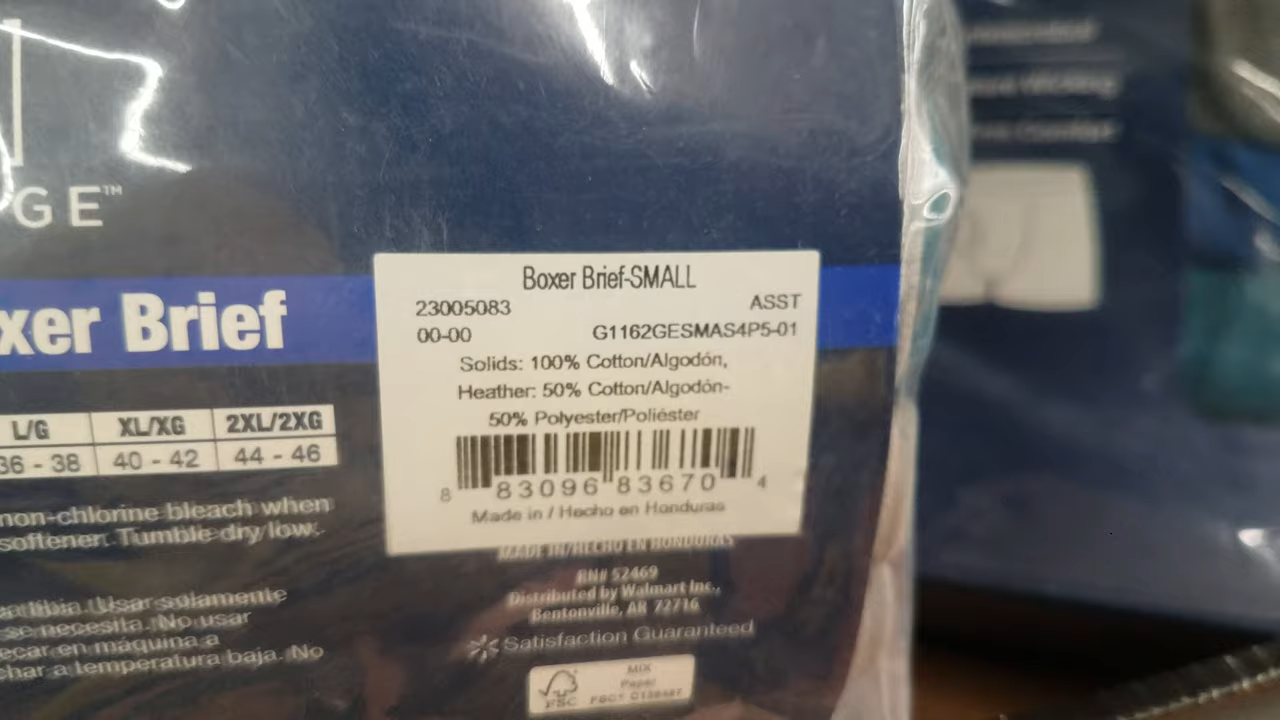 GE™
xer Brief
L/G XL/XG 2XL/2XG
36 - 38 40 - 42 44 - 46
non-chlorine bleach when
softener. Tumble dry low.
tibia. Usar solamente
se necesita. No usar
ecar en máquina a
char a temperatura baja. No
Boxer Brief-SMALL
23005083 ASST
00-00 G1162GESMAS4P5-01
Solids: 100% Cotton/Algodón,
Heather: 50% Cotton/Algodón-
50% Polyester/Poliéster
8 83096 83670 4
Made in / Hecho en Honduras
MADE IN/HECHO EN HONDURAS
RN# 52469
Distributed by Walmart Inc.,
Bentonville, AR 72716
Satisfaction Guaranteed
FSC
MIX
Paper